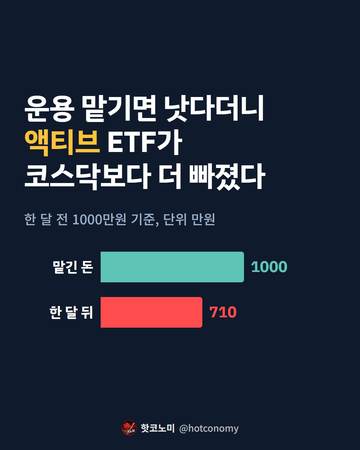 운용 맡기면 낫다더니
액티브 ETF가
코스닥보다 더 빠졌다
한 달 전 1000만원 기준, 단위 만원
맡긴 돈 1000
한 달 뒤 710
핫코노미 @hotconomy